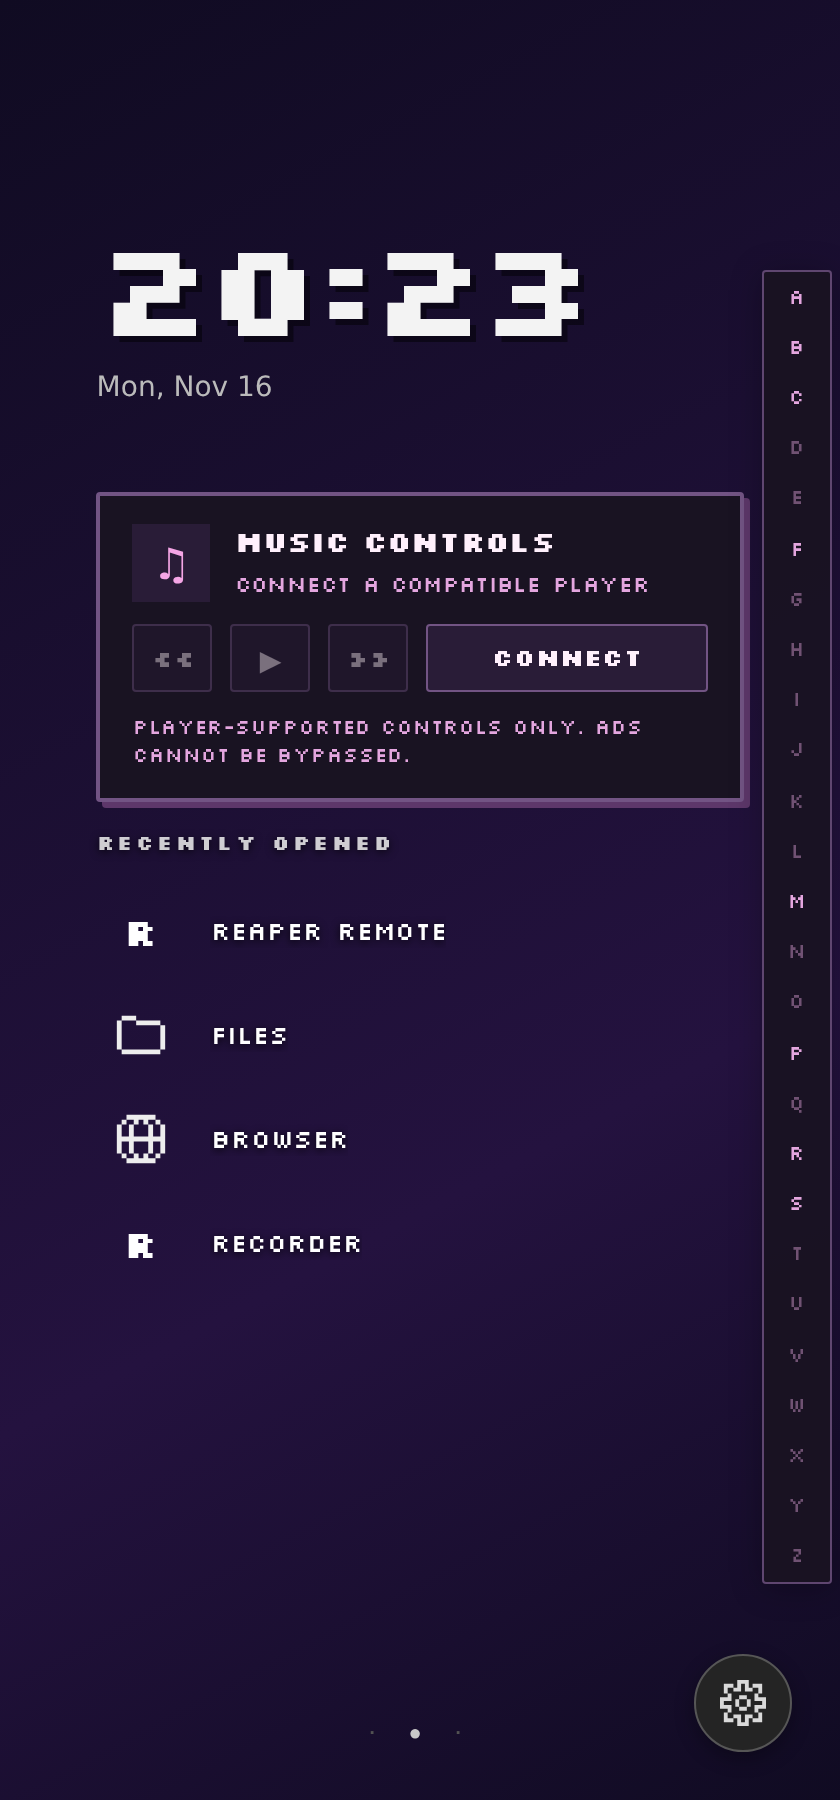 20:23
Mon, Nov 16
MUSIC CONTROLS
CONNECT A COMPATIBLE PLAYER
CONNECT
PLAYER-SUPPORTED CONTROLS ONLY. ADS
CANNOT BE BYPASSED.
RECENTLY OPENED
R REAPER REMOTE
FILES
BROWSER
R RECORDER
A
B
C
D
E
F
G
H
I
J
K
L
M
N
O
P
Q
R
S
T
U
V
W
X
Y
Z